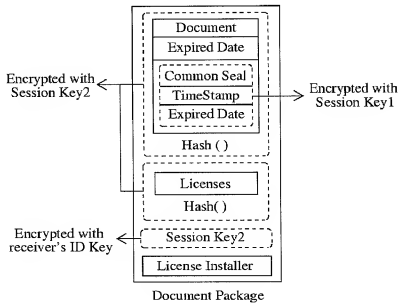 Document
Expired Date
Encrypted with
Session Key2
Common Seal
TimeStamp
Expired Date
Encrypted with
Session Key1
Hash ( )
Licenses
Hash( )
Encrypted with
receiver's ID Key
Session Key2
License Installer
Document Package